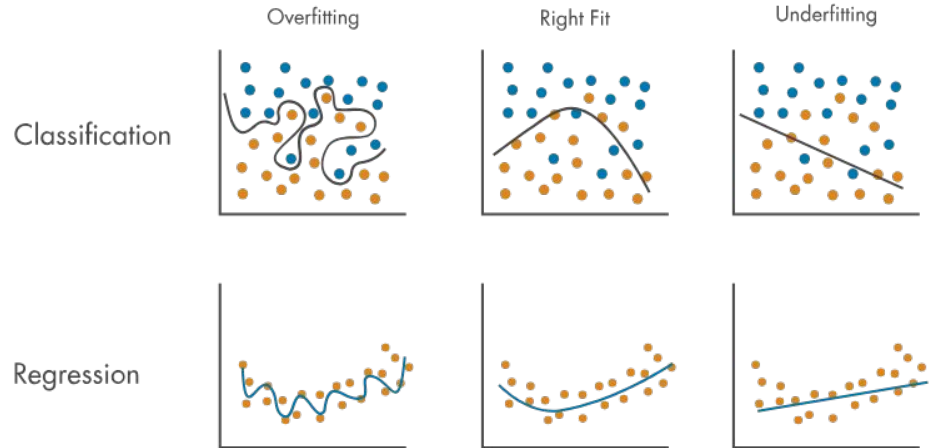 Overfitting
Right Fit
Underfitting
Classification
Regression